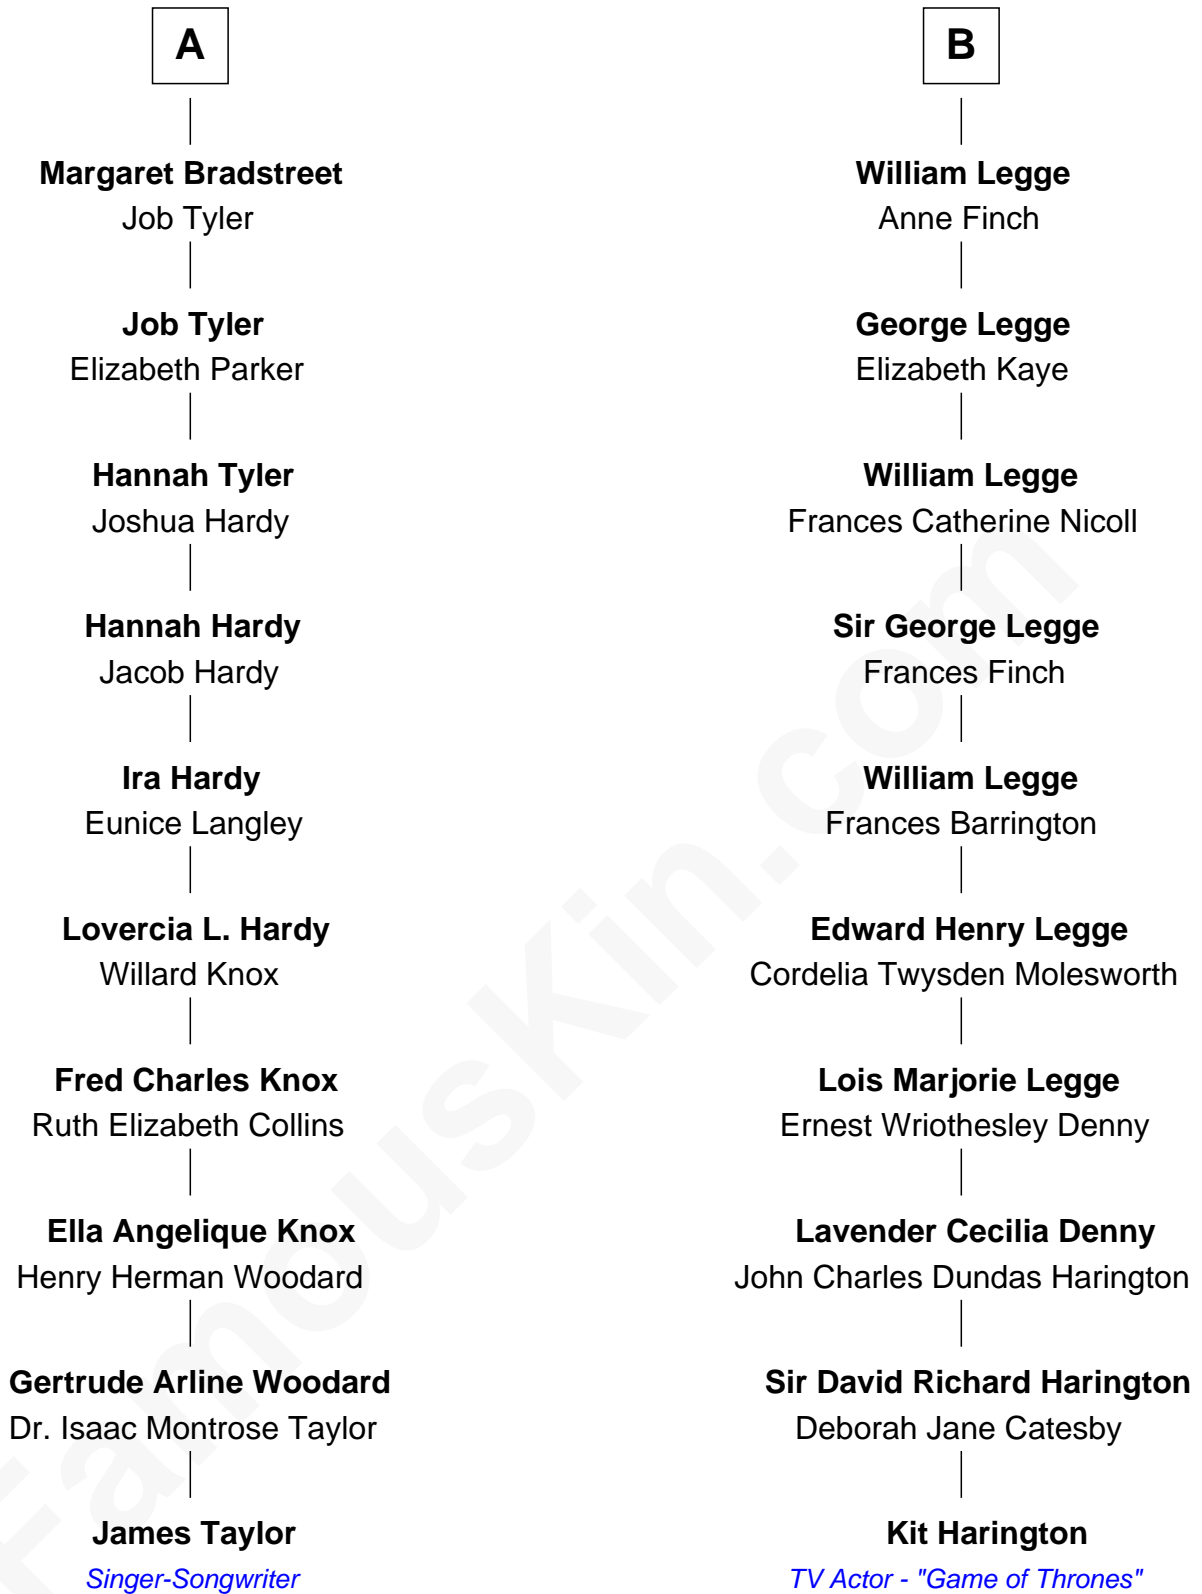 A
Margaret Bradstreet
Job Tyler
Job Tyler
Elizabeth Parker
Hannah Tyler
Joshua Hardy
Hannah Hardy
Jacob Hardy
Ira Hardy
Eunice Langley
Lovercia L. Hardy
Willard Knox
Fred Charles Knox
Ruth Elizabeth Collins
Ella Angelique Knox
Henry Herman Woodard
Gertrude Arline Woodard
Dr. Isaac Montrose Taylor
James Taylor
Singer-Songwriter
B
William Legge
Anne Finch
George Legge
Elizabeth Kaye
William Legge
Frances Catherine Nicoll
Sir George Legge
Frances Finch
William Legge
Frances Barrington
Edward Henry Legge
Cordelia Twysden Molesworth
Lois Marjorie Legge
Ernest Wriothesley Denny
Lavender Cecilia Denny
John Charles Dundas Harington
Sir David Richard Harington
Deborah Jane Catesby
Kit Harington
TV Actor - "Game of Thrones"
FamousKin.com